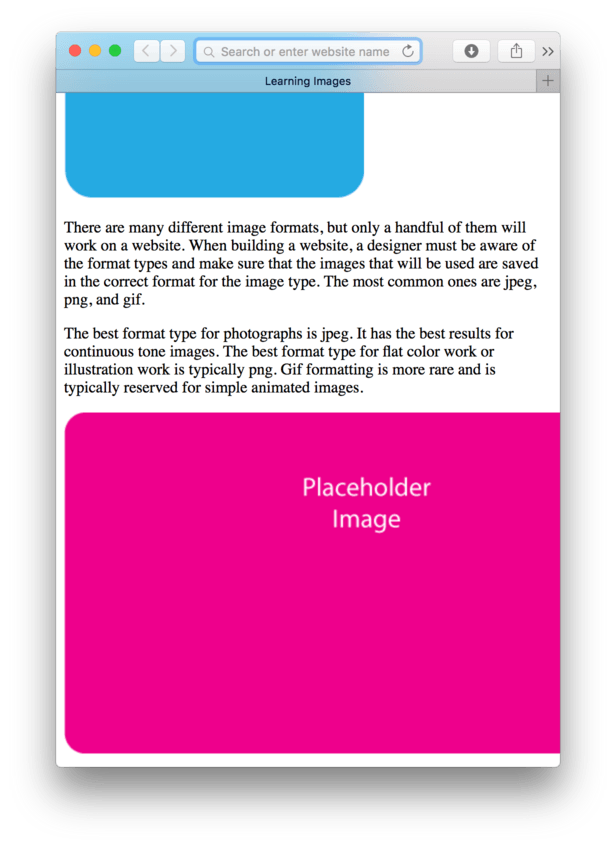 Search or enter website name
Learning Images
There are many different image formats, but only a handful of them will
work on a website. When building a website, a designer must be aware of
the format types and make sure that the images that will be used are saved
in the correct format for the image type. The most common ones are jpeg,
png, and gif.
The best format type for photographs is jpeg. It has the best results for
continuous tone images. The best format type for flat color work or
illustration work is typically png. Gif formatting is more rare and is
typically reserved for simple animated images.
Placeholder
Image